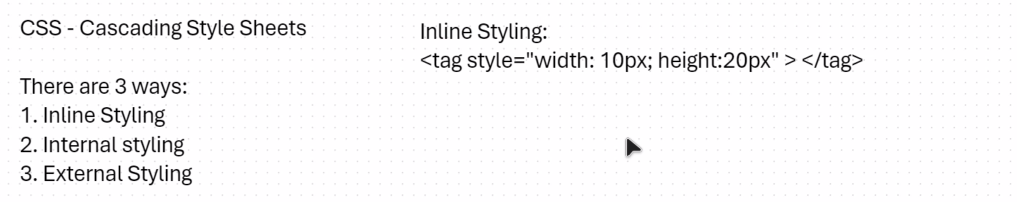 CSS - Cascading Style Sheets
There are 3 ways:
1. Inline Styling
2. Internal styling
3. External Styling
Inline Styling:
<tag style="width: 10px; height:20px" > </tag>